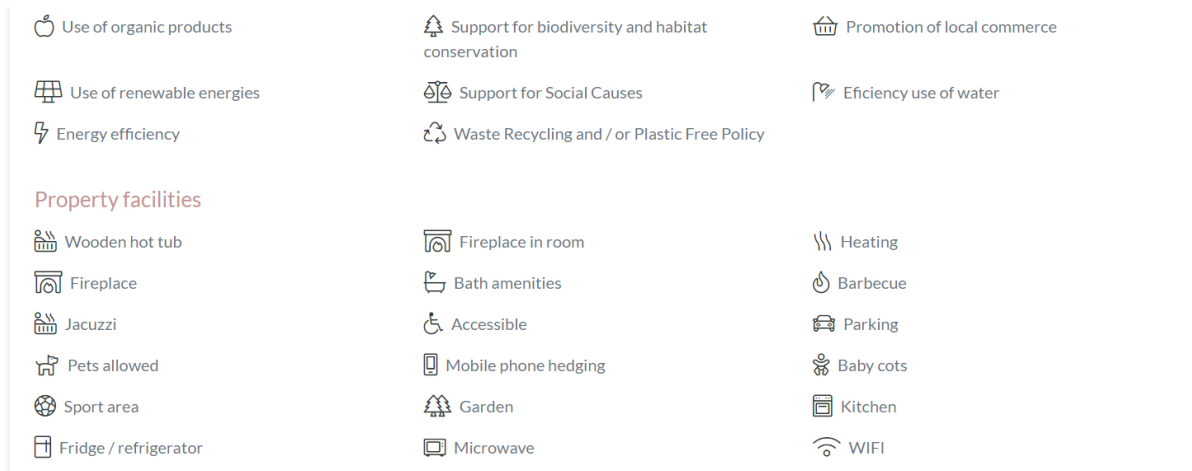 Use of organic products
Support for biodiversity and habitat
conservation
Promotion of local commerce
Use of renewable energies
Support for Social Causes
Eficiency use of water
Energy efficiency
Waste Recycling and / or Plastic Free Policy
Property facilities
Wooden hot tub
Fireplace in room
Heating
Fireplace
Bath amenities
Barbecue
Jacuzzi
Accessible
Parking
Pets allowed
Mobile phone hedging
Baby cots
Sport area
Garden
Kitchen
Fridge / refrigerator
Microwave
WIFI